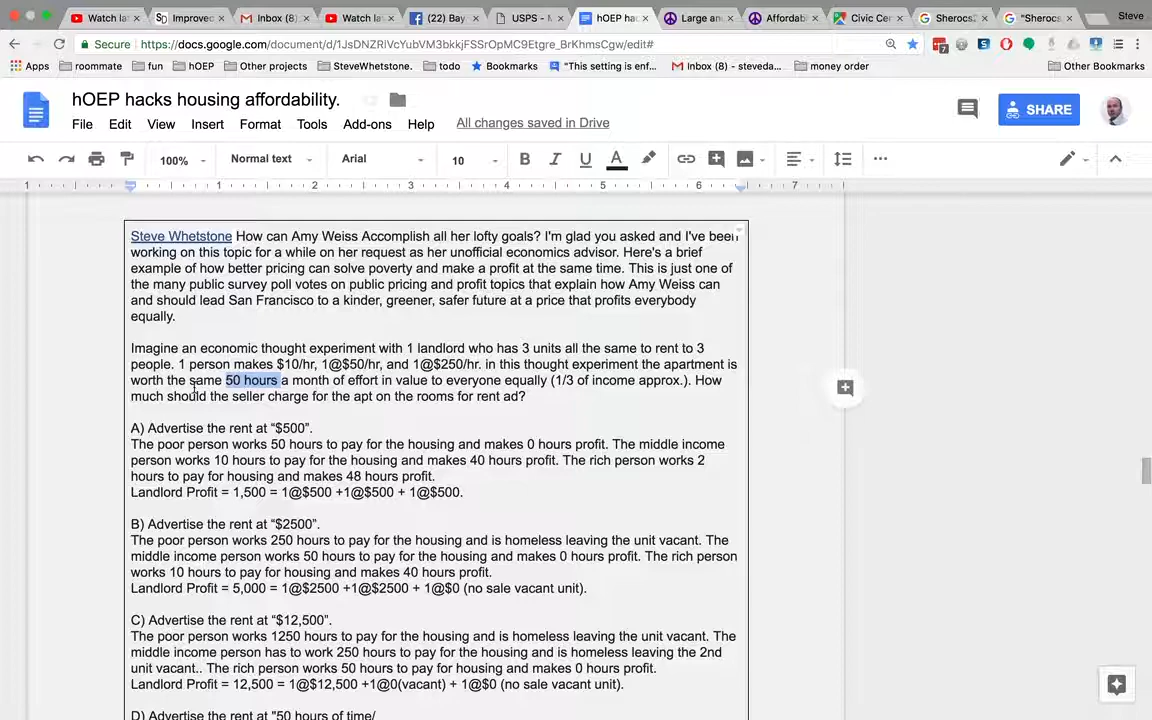 Watch la
Improve
Inbox (8)
Watch la
(22) Bay
USPS - M
hOEP hac
Large an
Affordab
Civic Cen
Sherocs2
"Sherocs
Steve
Secure
https://docs.google.com/document/d/1JsDNZRIVcYubVM3bkkjFSSrOpMC9Etgre_BrKhmsCgw/edit#
Apps
roommate
fun
hOEP
Other projects
SteveWhetstone.
todo
Bookmarks
"This setting is enf...
Inbox (8) - steveda...
money order
Other Bookmarks
hOEP hacks housing affordability.
File Edit View Insert Format Tools Add-ons Help All changes saved in Drive
SHARE
100% Normal text Arial 10 B I U A
1 1 2 3 4 5 6 7
Steve Whetstone How can Amy Weiss Accomplish all her lofty goals? I'm glad you asked and I've been
working on this topic for a while on her request as her unofficial economics advisor. Here's a brief
example of how better pricing can solve poverty and make a profit at the same time. This is just one of
the many public survey poll votes on public pricing and profit topics that explain how Amy Weiss can
and should lead San Francisco to a kinder, greener, safer future at a price that profits everybody
equally.
Imagine an economic thought experiment with 1 landlord who has 3 units all the same to rent to 3
people. 1 person makes $10/hr, 1@$50/hr, and 1@$250/hr. in this thought experiment the apartment is
worth the same 50 hours a month of effort in value to everyone equally (1/3 of income approx.). How
much should the seller charge for the apt on the rooms for rent ad?
A) Advertise the rent at “$500”.
The poor person works 50 hours to pay for the housing and makes 0 hours profit. The middle income
person works 10 hours to pay for the housing and makes 40 hours profit. The rich person works 2
hours to pay for housing and makes 48 hours profit.
Landlord Profit = 1,500 = 1@$500 +1@$500 + 1@$500.
B) Advertise the rent at “$2500”.
The poor person works 250 hours to pay for the housing and is homeless leaving the unit vacant. The
middle income person works 50 hours to pay for the housing and makes 0 hours profit. The rich person
works 10 hours to pay for housing and makes 40 hours profit.
Landlord Profit = 5,000 = 1@$2500 +1@$2500 + 1@$0 (no sale vacant unit).
C) Advertise the rent at “$12,500”.
The poor person works 1250 hours to pay for the housing and is homeless leaving the unit vacant. The
middle income person has to work 250 hours to pay for the housing and is homeless leaving the 2nd
unit vacant.. The rich person works 50 hours to pay for housing and makes 0 hours profit.
Landlord Profit = 12,500 = 1@$12,500 +1@0(vacant) + 1@$0 (no sale vacant unit).
D) Advertise the rent at "50 hours of time/